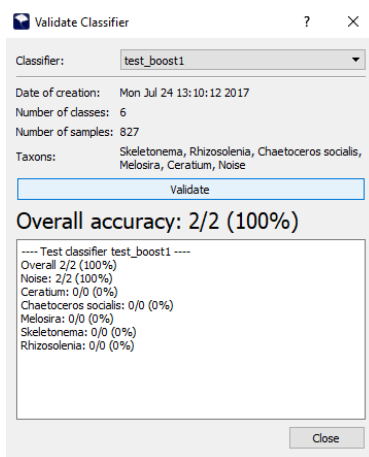 Validate Classifier
Classifier: test_boost1
Date of creation: Mon Jul 24 13:10:12 2017
Number of classes: 6
Number of samples: 827
Taxons: Skeletonema, Rhizosolenia, Chaetoceros socialis,
Melosira, Ceratium, Noise
Validate
Overall accuracy: 2/2 (100%)
---- Test classifier test_boost1 ----
Overall 2/2 (100%)
Noise: 2/2 (100%)
Ceratium: 0/0 (0%)
Chaetoceros socialis: 0/0 (0%)
Melosira: 0/0 (0%)
Skeletonema: 0/0 (0%)
Rhizosolenia: 0/0 (0%)
Close